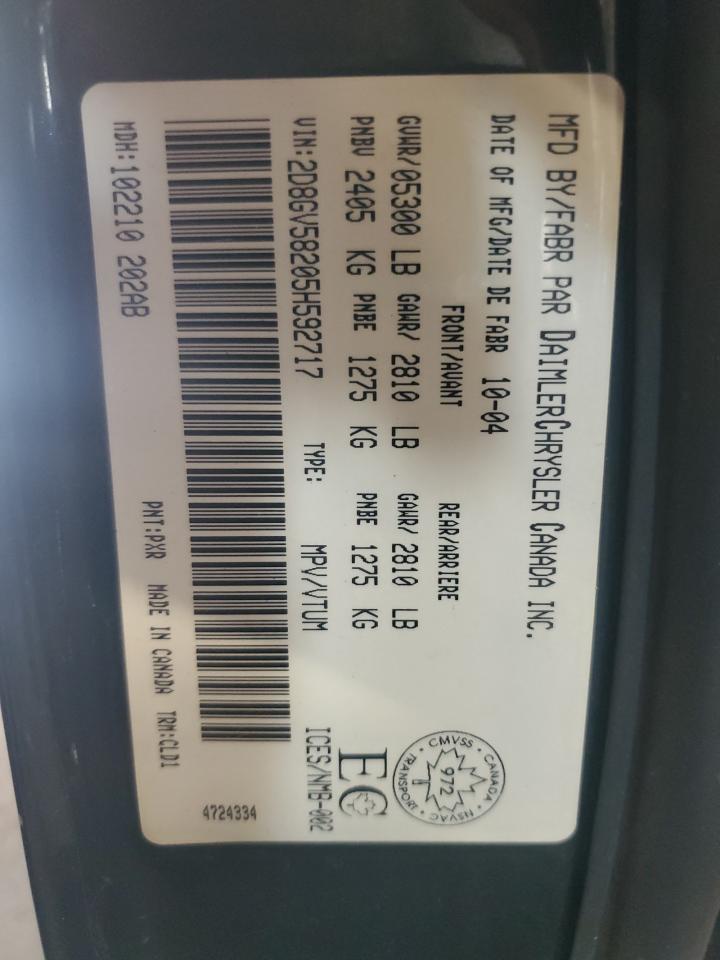 MFD BY/FABR PAR DAIMLERCHRYSLER CANADA INC.
DATE OF MFG/DATE DE FABR 10-04
FRONT/AVANT REAR/ARRIERE
GVWR/05300 LB GAWR/ 2810 LB GAWR/ 2810 LB
PNBV 2405 KG PNBE 1275 KG PNBE 1275 KG
VIN:2D8GV58205H592717 TYPE: MPV/VTUM
ICES/NMB-002
EC
CANADA · NSVAC · TRANSPORT · CMVSS ·
972
MDH:102210 202AB
PNT:PXR MADE IN CANADA TRM:CLD1
4724334